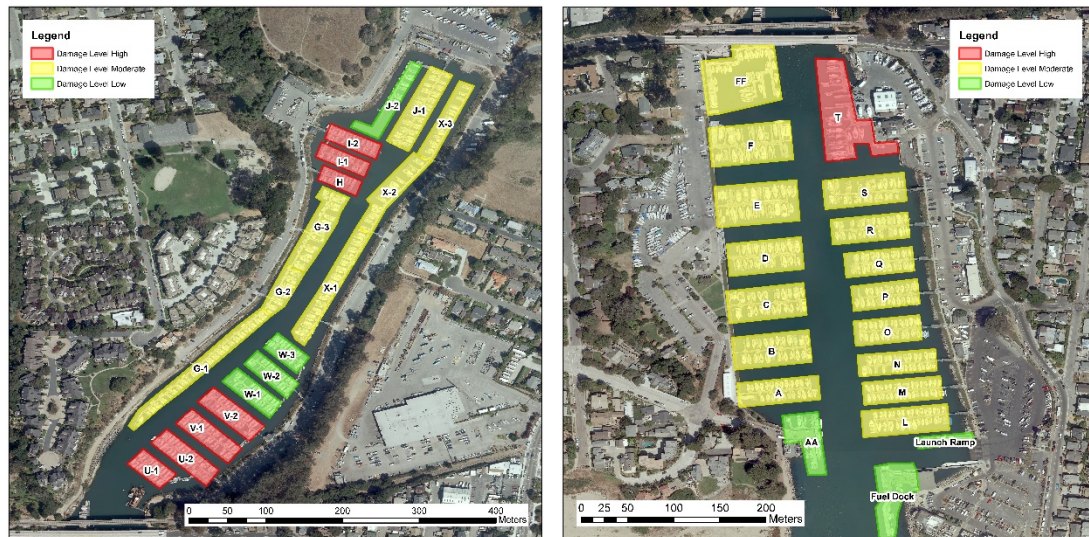 Legend
Damage Level High
Damage Level Moderate
Damage Level Low
J-2
J-1
X-3
I-2
I-1
H
X-2
G-3
G-2
X-1
W-3
G-1
W-2
W-1
V-2
V-1
U-2
U-1
0 50 100 200 300 400
Meters
Legend
Damage Level High
Damage Level Moderate
Damage Level Low
FF
T
F
S
E
R
D
Q
P
C
O
B
N
A
M
L
AA
Launch Ramp
Fuel Dock
0 25 50 100 150 200
Meters